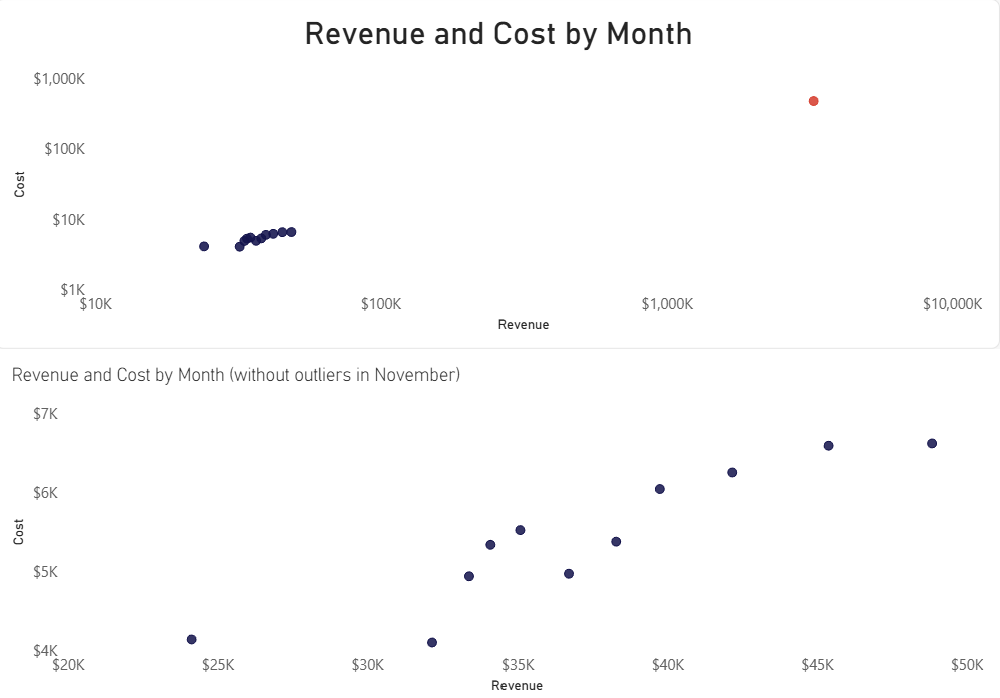 Revenue and Cost by Month
$1,000K
$100K
$10K
$1K
Cost
$10K $100K $1,000K $10,000K
Revenue
Revenue and Cost by Month (without outliers in November)
$7K
$6K
$5K
$4K
Cost
$20K $25K $30K $35K $40K $45K $50K
Revenue